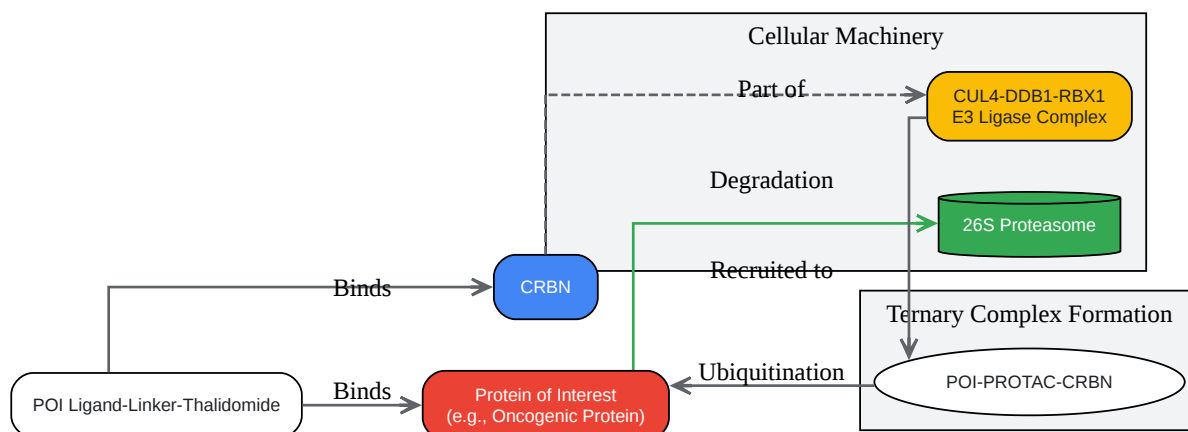 Cellular Machinery
Part of
CUL4-DDB1-RBX1
E3 Ligase Complex
Degradation
26S Proteasome
Recruited to
Binds
CRBN
Ternary Complex Formation
Ubiquitination
POI-PROTAC-CRBN
POI Ligand-Linker-Thalidomide
Binds
Protein of Interest
(e.g., Oncogenic Protein)